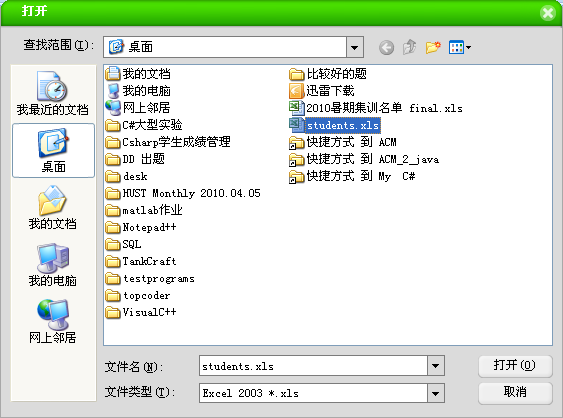 打开
查找范围(I):
桌面
我最近的文档
桌面
我的文档
我的电脑
网上邻居
我的文档
我的电脑
网上邻居
C#大型实验
Csharp学生成绩管理
DD 出题
desk
HUST Monthly 2010.04.05
matlab作业
Notepad++
SQL
TankCraft
testprograms
topcoder
VisualC++
比较好的题
迅雷下载
2010暑期集训名单 final.xls
students.xls
快捷方式 到 ACM
快捷方式 到 ACM_2_java
快捷方式 到 My  C#
文件名(N):
students.xls
打开(O)
文件类型(T):
Excel 2003 *.xls
取消